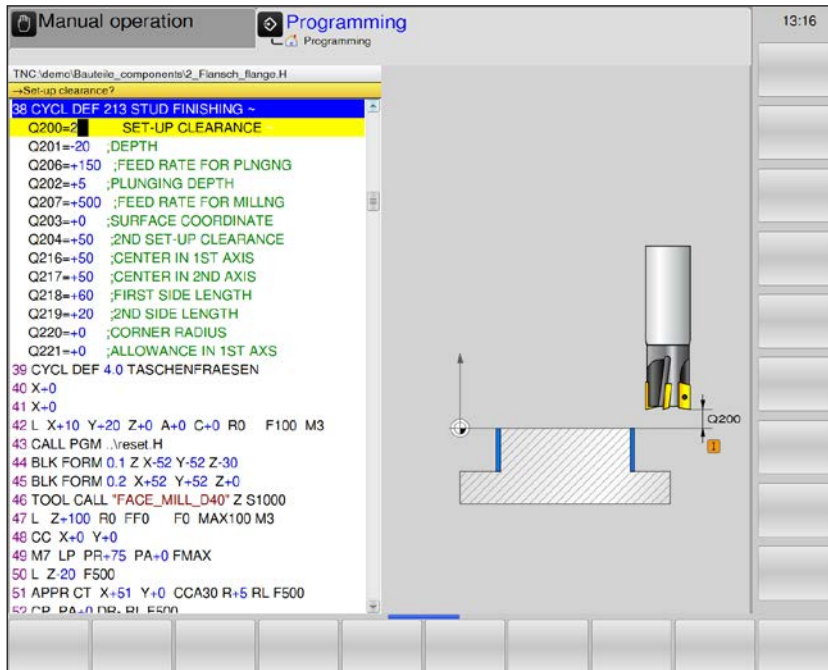 Manual operation
Programming
Programming
13:16
TNC:\demo\Bauteile_components\2_Flansch_flange.H
→Set-up clearance?
38 CYCL DEF 213 STUD FINISHING ~
Q200=2 SET-UP CLEARANCE
Q201=-20 ;DEPTH
Q206=+150 ;FEED RATE FOR PLNGNG
Q202=+5 ;PLUNGING DEPTH
Q207=+500 ;FEED RATE FOR MILLNG
Q203=+0 ;SURFACE COORDINATE
Q204=+50 ;2ND SET-UP CLEARANCE
Q216=+50 ;CENTER IN 1ST AXIS
Q217=+50 ;CENTER IN 2ND AXIS
Q218=+60 ;FIRST SIDE LENGTH
Q219=+20 ;2ND SIDE LENGTH
Q220=+0 ;CORNER RADIUS
Q221=+0 ;ALLOWANCE IN 1ST AXS
39 CYCL DEF 4.0 TASCHENFRAESEN
40 X+0
41 X+0
42 L X+10 Y+20 Z+0 A+0 C+0 R0 F100 M3
43 CALL PGM ..\reset.H
44 BLK FORM 0.1 Z X-52 Y-52 Z-30
45 BLK FORM 0.2 X+52 Y+52 Z+0
46 TOOL CALL "FACE_MILL_D40" Z S1000
47 L Z+100 R0 FF0 F0 MAX100 M3
48 CC X+0 Y+0
49 M7 LP PR+75 PA+0 FMAX
50 L Z-20 F500
51 APPR CT X+51 Y+0 CCA30 R+5 RL F500
52 CP PA+0 DR- RL F500
Q200
I